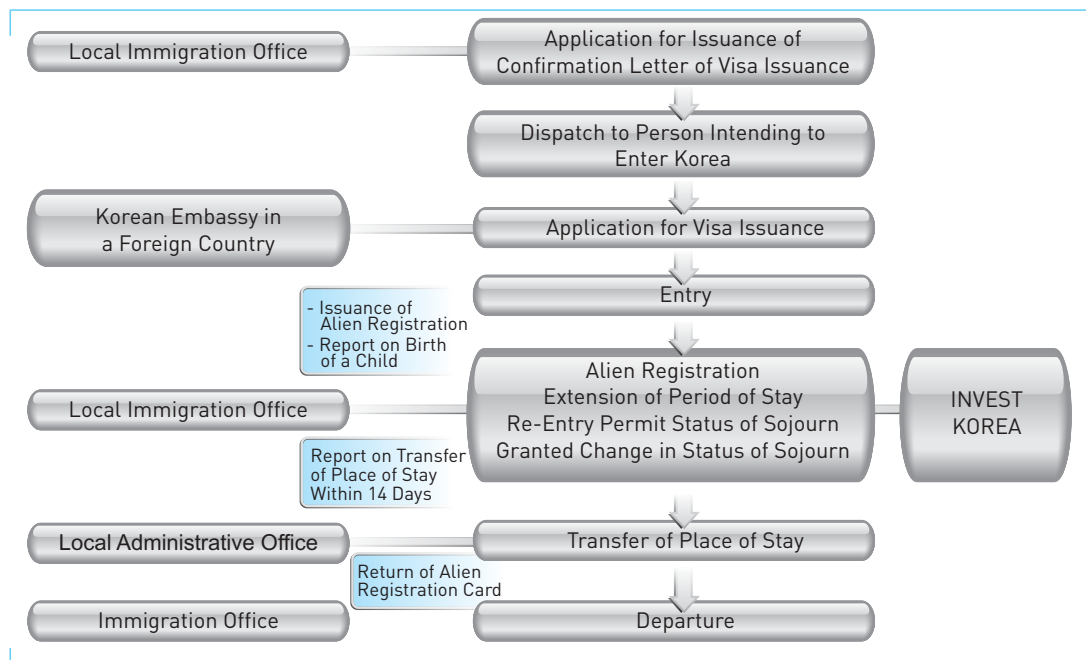 Local Immigration Office
Application for Issuance of
Confirmation Letter of Visa Issuance
Dispatch to Person Intending to
Enter Korea
Korean Embassy in
a Foreign Country
Application for Visa Issuance
Entry
- Issuance of
Alien Registration
- Report on Birth
of a Child
Alien Registration
Extension of Period of Stay
Re-Entry Permit Status of Sojourn
Granted Change in Status of Sojourn
INVEST
KOREA
Local Immigration Office
Report on Transfer
of Place of Stay
Within 14 Days
Local Administrative Office
Transfer of Place of Stay
Return of Alien
Registration Card
Immigration Office
Departure